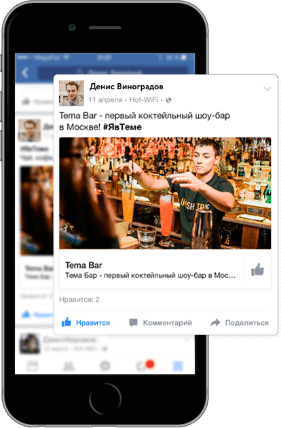 Денис Виноградов
11 апреля · Hot-WiFi ·
Tema Bar - первый коктейльный шоу-бар
в Москве! #ЯвТеме
Tema Bar
Тема Бар - первый коктейльный шоу-бар в Мос...
Нравится: 2
Нравится
Комментарий
Поделиться